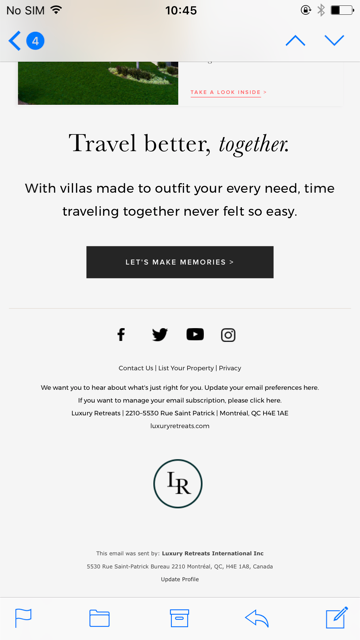 No SIM 10:45
4
TAKE A LOOK INSIDE >
Travel better, together.
With villas made to outfit your every need, time
traveling together never felt so easy.
LET'S MAKE MEMORIES >
Contact Us | List Your Property | Privacy
We want you to hear about what's just right for you. Update your email preferences here.
If you want to manage your email subscription, please click here.
Luxury Retreats | 2210-5530 Rue Saint Patrick | Montréal, QC H4E 1A8
luxuryretreats.com
LR
This email was sent by: Luxury Retreats International Inc
5530 Rue Saint-Patrick Bureau 2210 Montréal, QC, H4E 1A8, Canada
Update Profile